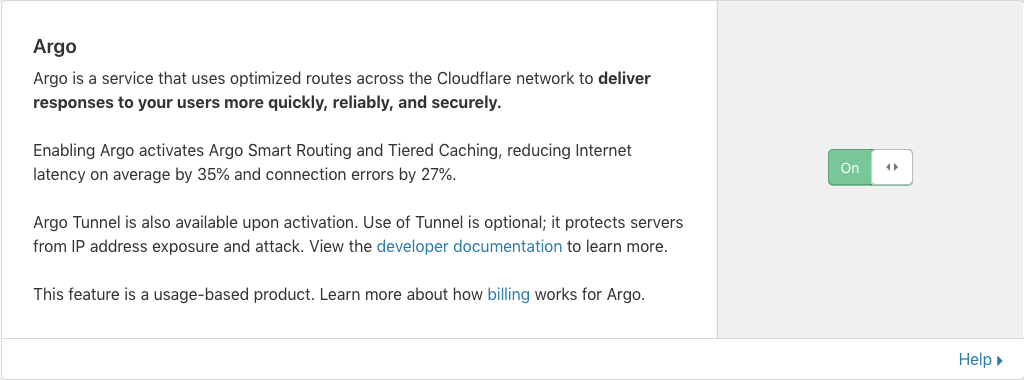 Argo
Argo is a service that uses optimized routes across the Cloudflare network to deliver
responses to your users more quickly, reliably, and securely.
Enabling Argo activates Argo Smart Routing and Tiered Caching, reducing Internet
latency on average by 35% and connection errors by 27%.
Argo Tunnel is also available upon activation. Use of Tunnel is optional; it protects servers
from IP address exposure and attack. View the developer documentation to learn more.
This feature is a usage-based product. Learn more about how billing works for Argo.
On
Help